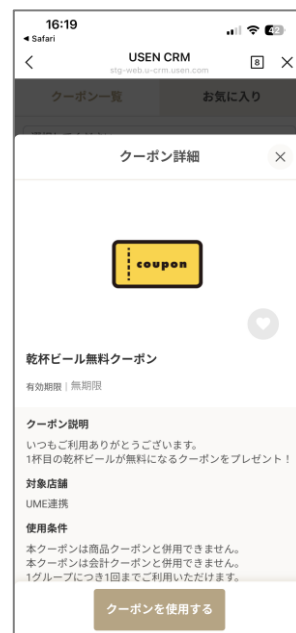 16:19
42
◀ Safari
USEN CRM
stg-web.u-crm.usen.com
8
クーポン一覧
お気に入り
クーポン詳細
coupon
乾杯ビール無料クーポン
有効期限｜無期限
クーポン説明
いつもご利用ありがとうございます。
1杯目の乾杯ビールが無料になるクーポンをプレゼント！
対象店舗
UME連携
使用条件
本クーポンは商品クーポンと併用できません。
本クーポンは会計クーポンと併用できません。
1グループにつき1回までご利用いただけます。
クーポンを使用する